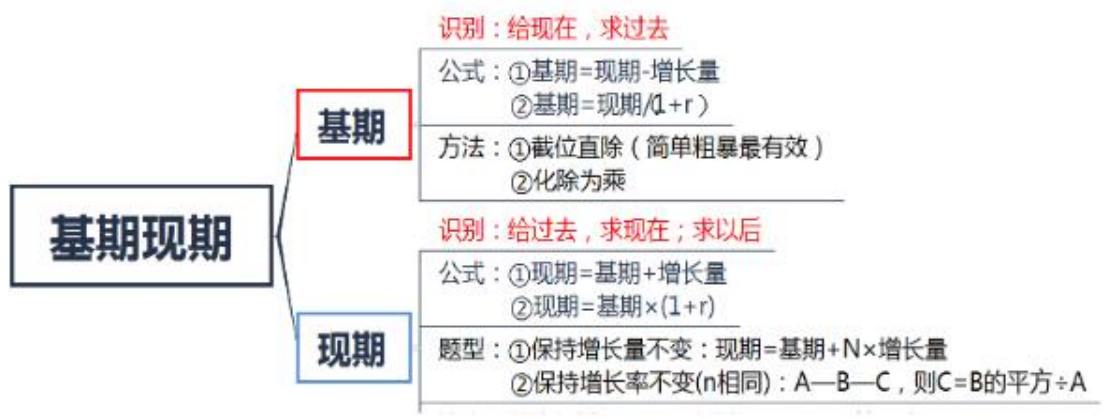 基期现期
基期
识别：给现在，求过去
公式：①基期=现期-增长量
②基期=现期/(1+r）
方法：①截位直除（简单粗暴最有效）
②化除为乘
现期
识别：给过去，求现在；求以后
公式：①现期=基期+增长量
②现期=基期×(1+r)
题型：①保持增长量不变：现期=基期+N×增长量
②保持增长率不变(n相同)：A—B—C，则C=B的平方÷A